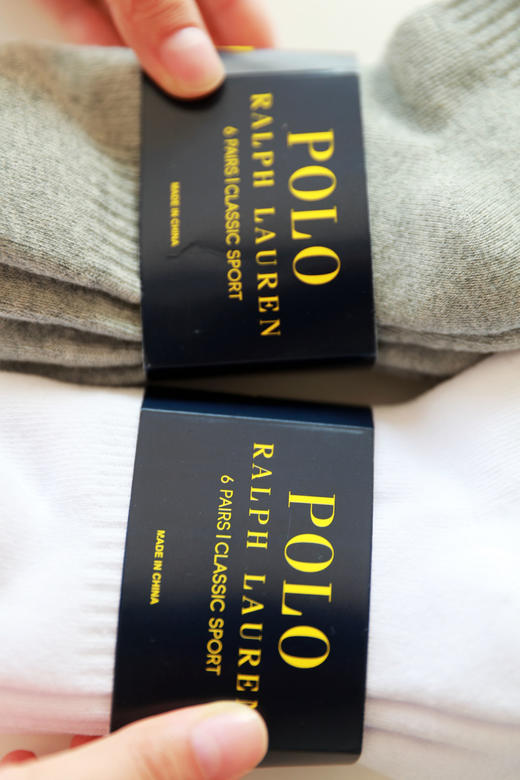 POLO
RALPH LAUREN
6 PAIRS | CLASSIC SPORT
MADE IN CHINA
POLO
RALPH LAUREN
6 PAIRS | CLASSIC SPORT
MADE IN CHINA